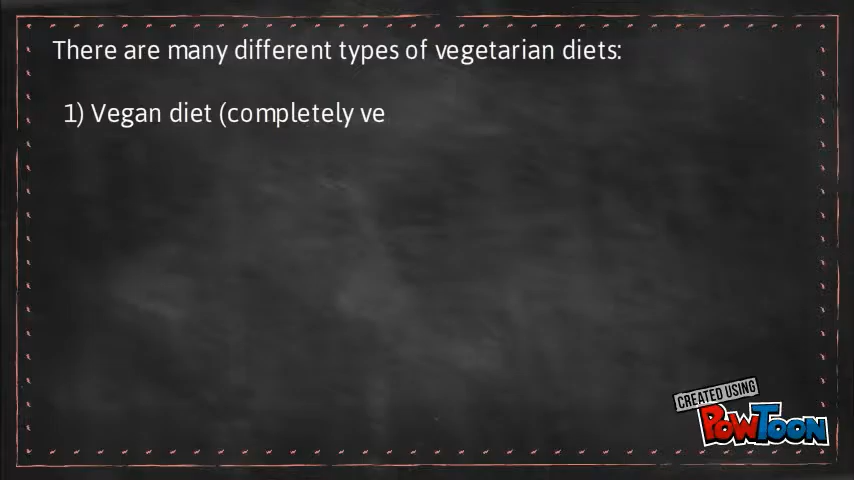 There are many different types of vegetarian diets:
1) Vegan diet (completely ve
CREATED USING
POWTOON